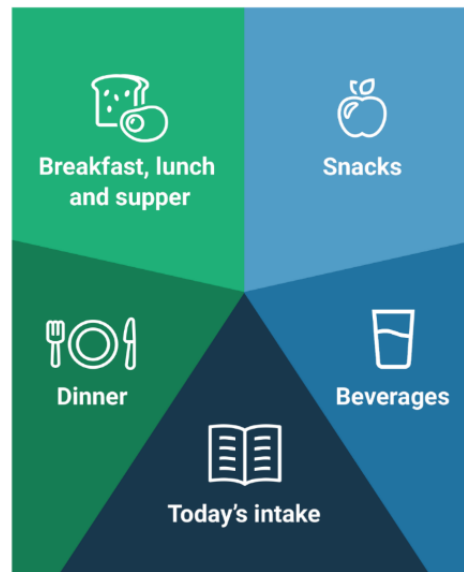 Breakfast, lunch
and supper
Snacks
Dinner
Beverages
Today's intake